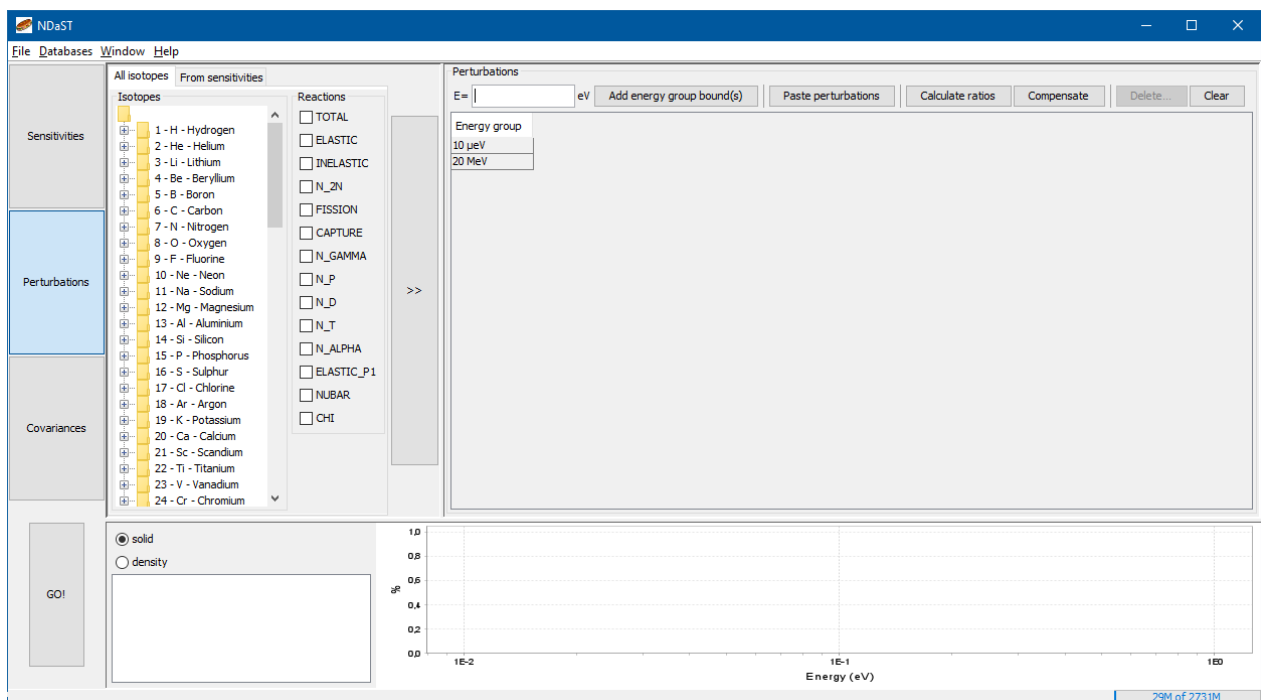 NDaST
File Databases Window Help
Sensitivities
Perturbations
Covariances
GO!
All isotopes From sensitivities
Isotopes
1 - H - Hydrogen
2 - He - Helium
3 - Li - Lithium
4 - Be - Beryllium
5 - B - Boron
6 - C - Carbon
7 - N - Nitrogen
8 - O - Oxygen
9 - F - Fluorine
10 - Ne - Neon
11 - Na - Sodium
12 - Mg - Magnesium
13 - Al - Aluminium
14 - Si - Silicon
15 - P - Phosphorus
16 - S - Sulphur
17 - Cl - Chlorine
18 - Ar - Argon
19 - K - Potassium
20 - Ca - Calcium
21 - Sc - Scandium
22 - Ti - Titanium
23 - V - Vanadium
24 - Cr - Chromium
Reactions
TOTAL
ELASTIC
INELASTIC
N_2N
FISSION
CAPTURE
N_GAMMA
N_P
N_D
N_T
N_ALPHA
ELASTIC_P1
NUBAR
CHI
>>
Perturbations
E= eV Add energy group bound(s) Paste perturbations Calculate ratios Compensate Delete... Clear
Energy group
10 µeV
20 MeV
solid
density
%
1,0
0,8
0,6
0,4
0,2
0,0
1E-2 1E-1 1E0
Energy (eV)
29M of 2731M